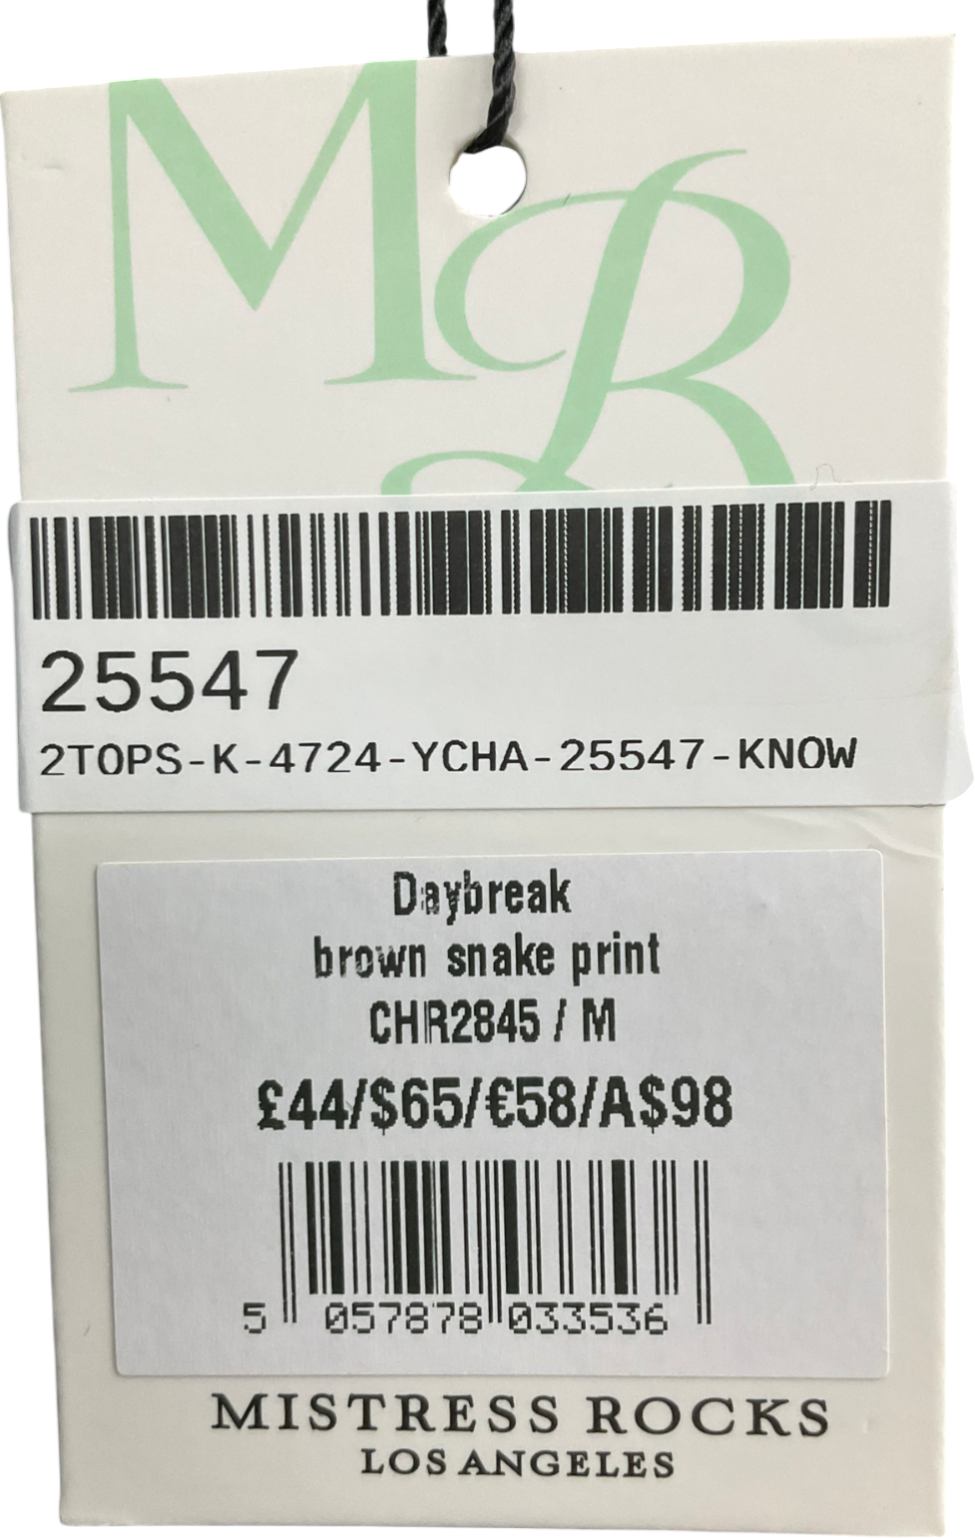 MR
25547
2TOPS-K-4724-YCHA-25547-KNOW
Daybreak
brown snake print
CHR2845 / M
£44/$65/€58/A$98
5 057878 033536
MISTRESS ROCKS
LOS ANGELES